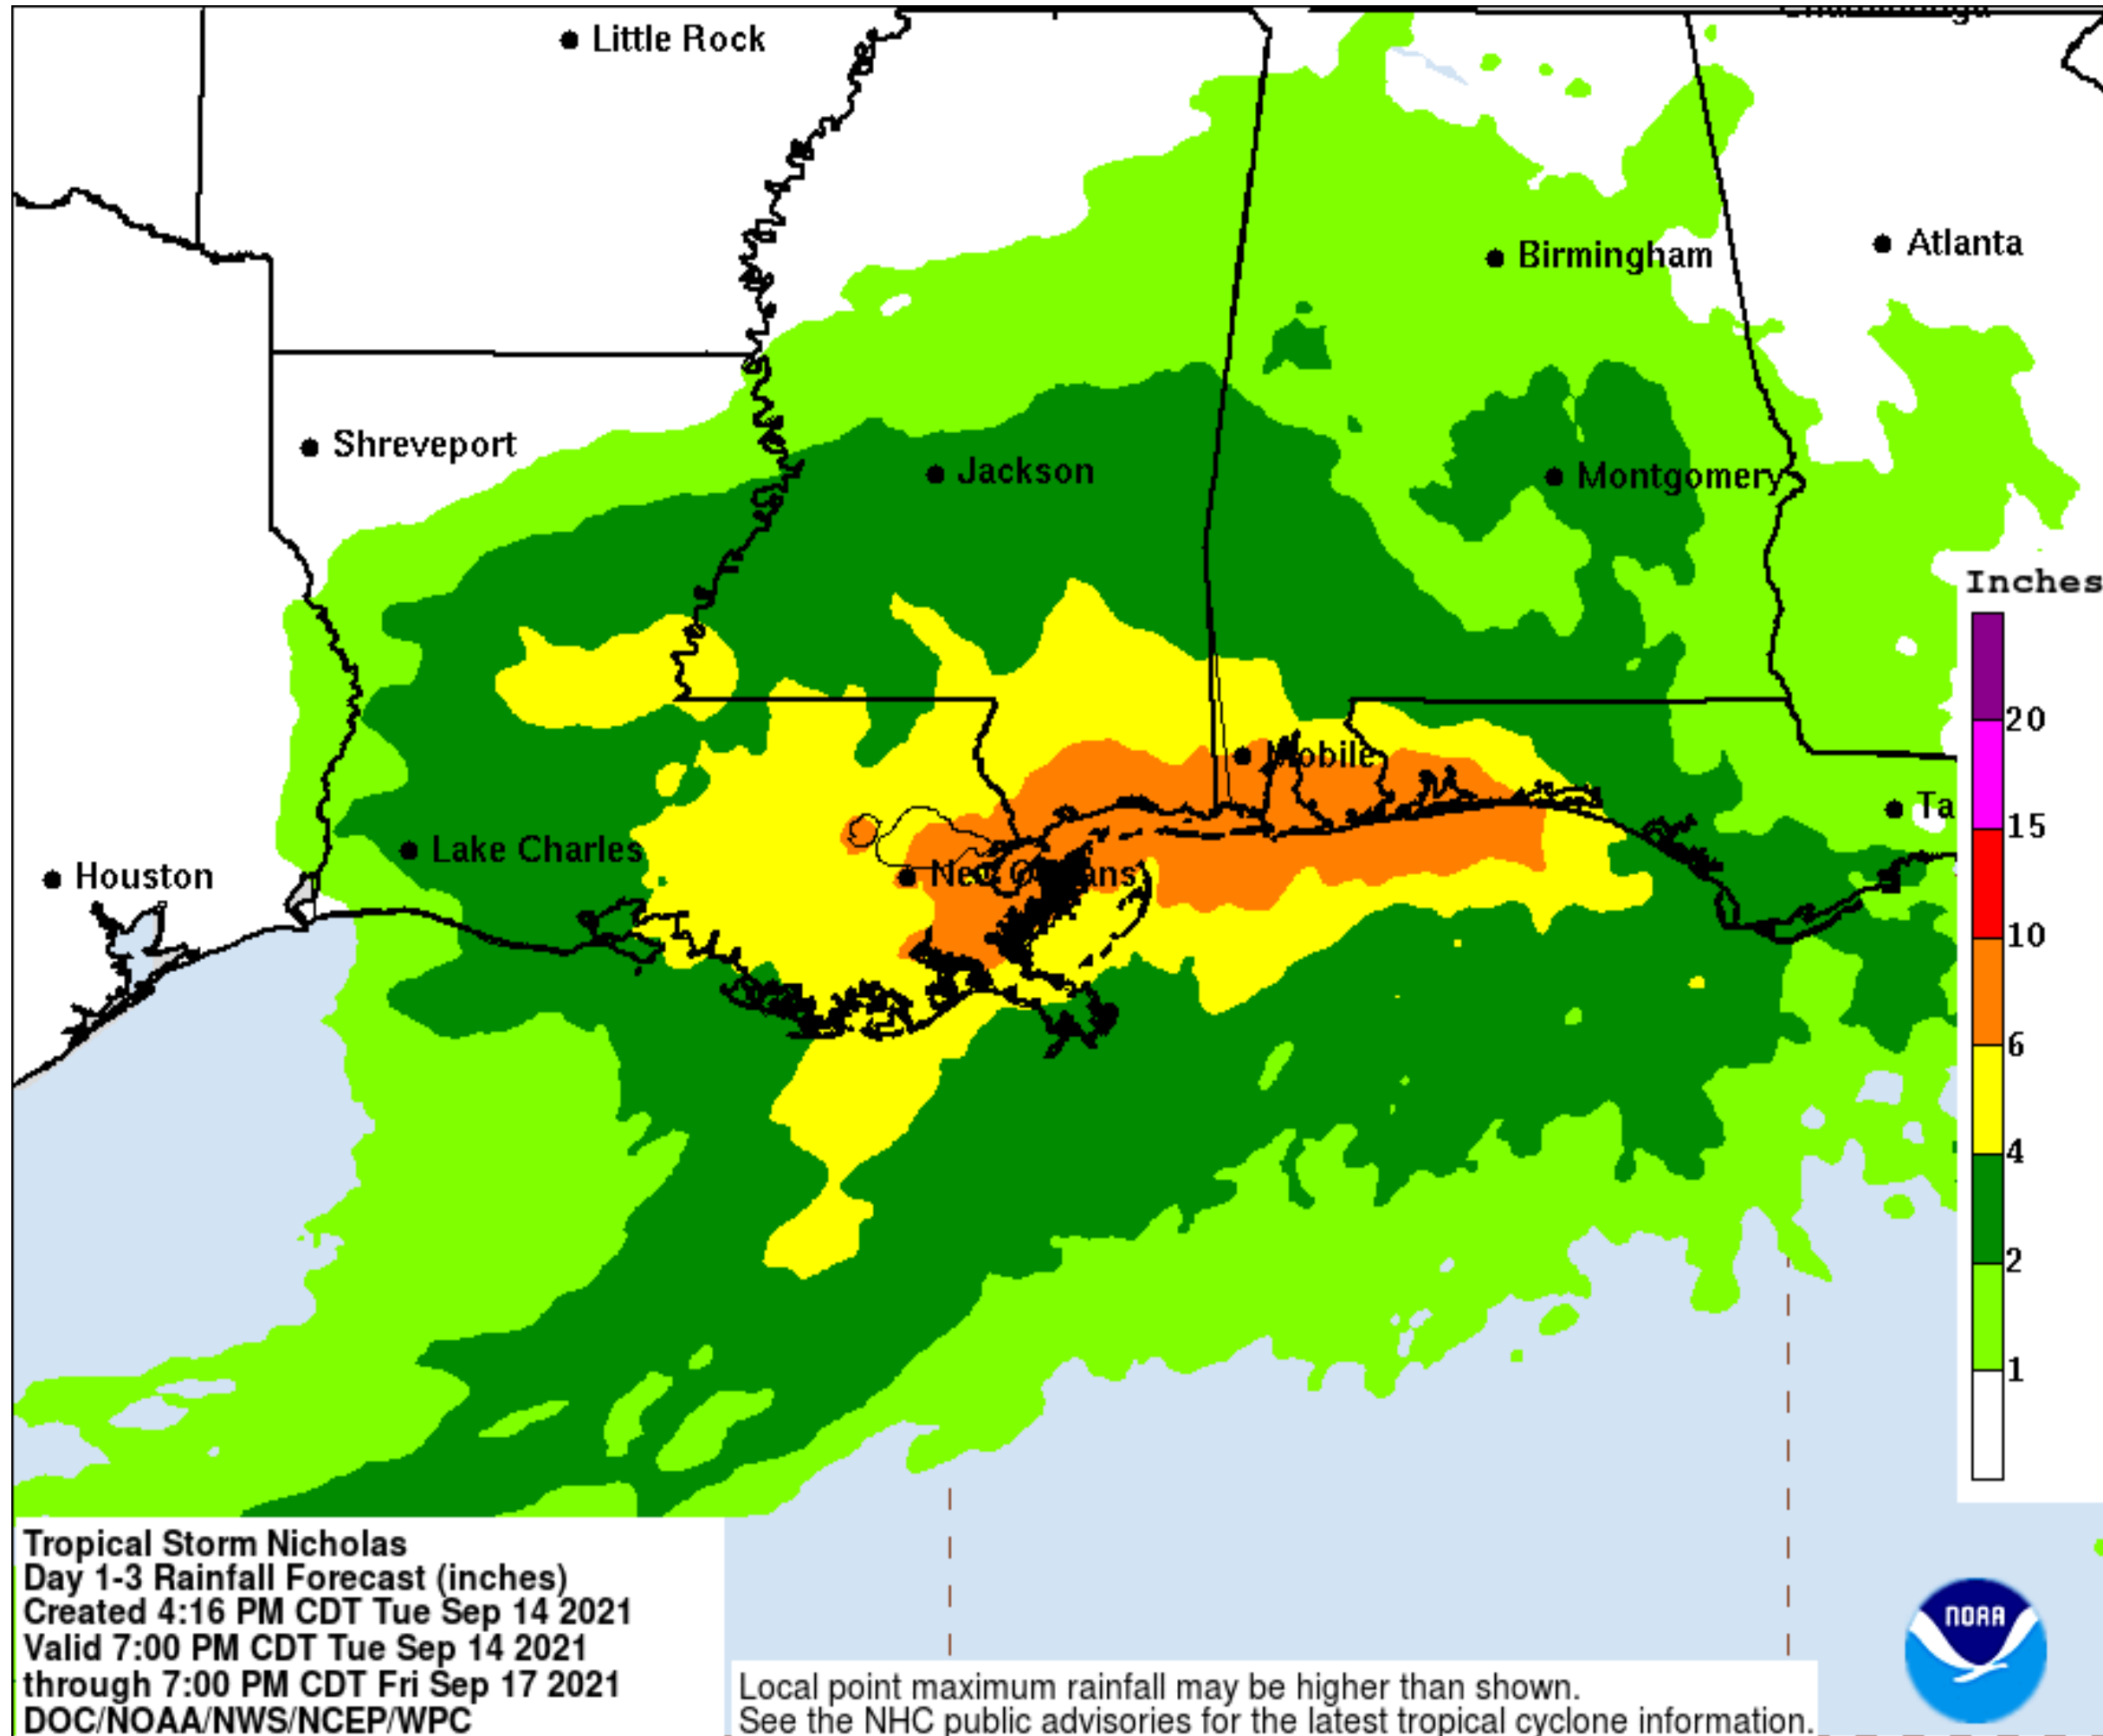 Little Rock
Birmingham
Atlanta
Shreveport
Jackson
Montgomery
Inches
20
Mobile
Ta
15
Lake Charles
Houston
New Orleans
10
6
4
2
1
Tropical Storm Nicholas
Day 1-3 Rainfall Forecast (inches)
Created 4:16 PM CDT Tue Sep 14 2021
Valid 7:00 PM CDT Tue Sep 14 2021
through 7:00 PM CDT Fri Sep 17 2021
DOC/NOAA/NWS/NCEP/WPC
NOAA
Local point maximum rainfall may be higher than shown.
See the NHC public advisories for the latest tropical cyclone information.